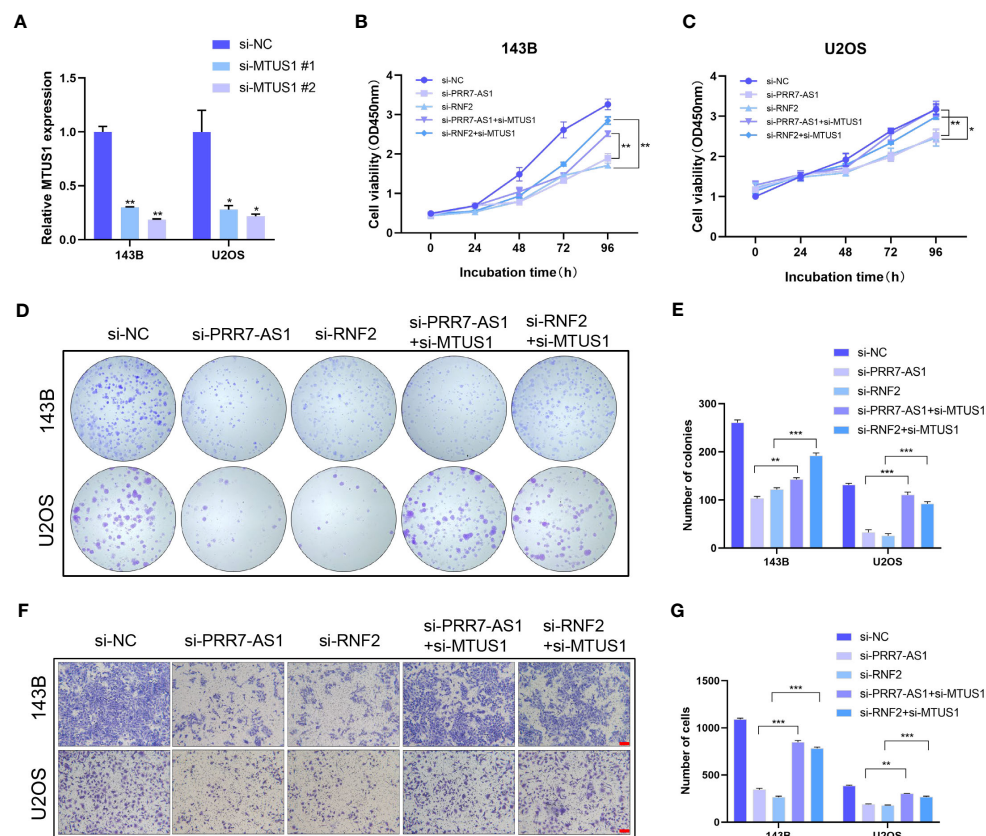 A
si-NC
si-MTUS1 #1
si-MTUS1 #2
Relative MTUS1 expression
1.5
1.0
0.5
0.0
** ** * *
143B U2OS
B
143B
si-NC
si-PRR7-AS1
si-RNF2
si-PRR7-AS1+si-MTUS1
si-RNF2+si-MTUS1
Cell viability (OD450nm)
4
3
2
1
0
** **
0 24 48 72 96
Incubation time(h)
C
U2OS
si-NC
si-PRR7-AS1
si-RNF2
si-PRR7-AS1+si-MTUS1
si-RNF2+si-MTUS1
Cell viability (OD450nm)
4
3
2
1
0
** *
0 24 48 72 96
Incubation time(h)
D
si-NC si-PRR7-AS1 si-RNF2 si-PRR7-AS1 si-RNF2
+si-MTUS1 +si-MTUS1
143B
U2OS
E
si-NC
si-PRR7-AS1
si-RNF2
si-PRR7-AS1+si-MTUS1
si-RNF2+si-MTUS1
Number of colonies
300
200
100
0
*** ** *** ***
143B U2OS
F
si-NC si-PRR7-AS1 si-RNF2 si-PRR7-AS1 si-RNF2
+si-MTUS1 +si-MTUS1
143B
U2OS
G
si-NC
si-PRR7-AS1
si-RNF2
si-PRR7-AS1+si-MTUS1
si-RNF2+si-MTUS1
Number of cells
1500
1000
500
0
*** *** *** **
143B U2OS